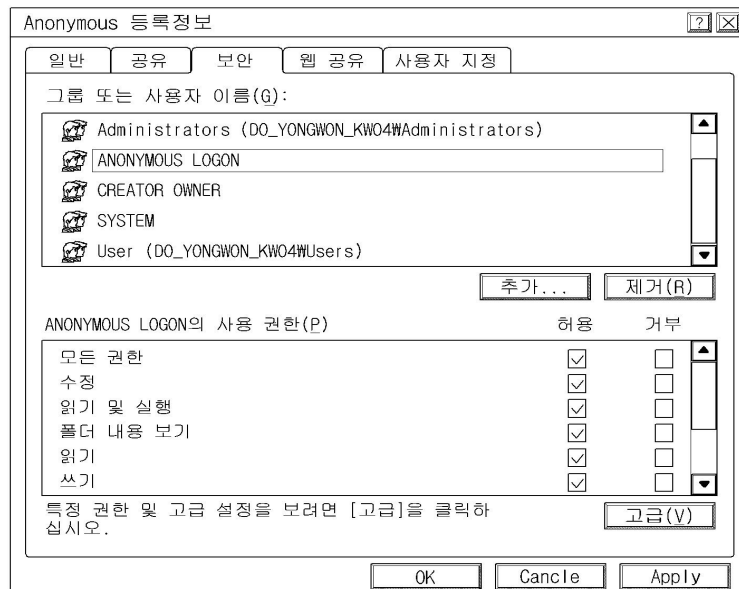 Anonymous 등록정보
일반 공유 보안 웹 공유 사용자 지정
그룹 또는 사용자 이름(G):
Administrators (DO_YONGWON_KWO4₩Administrators)
ANONYMOUS LOGON
CREATOR OWNER
SYSTEM
User (DO_YONGWON_KWO4₩Users)
추가... 제거(R)
ANONYMOUS LOGON의 사용 권한(P) 허용 거부
모든 권한
수정
읽기 및 실행
폴더 내용 보기
읽기
쓰기
특정 권한 및 고급 설정을 보려면 [고급]을 클릭하
십시오.
고급(V)
OK Cancle Apply